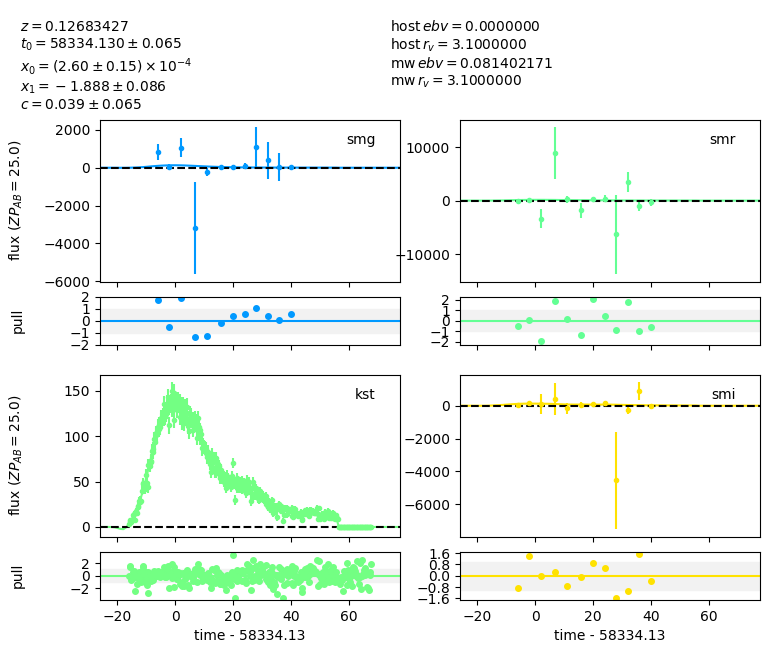 z = 0.12683427
t₀ = 58334.130 ± 0.065
x₀ = (2.60 ± 0.15) × 10⁻⁴
x₁ = −1.888 ± 0.086
c = 0.039 ± 0.065
host ebv = 0.0000000
host r_v = 3.1000000
mw ebv = 0.081402171
mw r_v = 3.1000000
flux (ZP_AB = 25.0)
2000
0
−2000
−4000
−6000
smg
10000
0
−10000
smr
pull
2
1
0
−1
−2
2
1
0
−1
−2
flux (ZP_AB = 25.0)
150
100
50
0
kst
0
−2000
−4000
−6000
smi
pull
2
0
−2
1.6
0.8
0.0
−0.8
−1.6
−20 0 20 40 60
−20 0 20 40 60
time - 58334.13
time - 58334.13